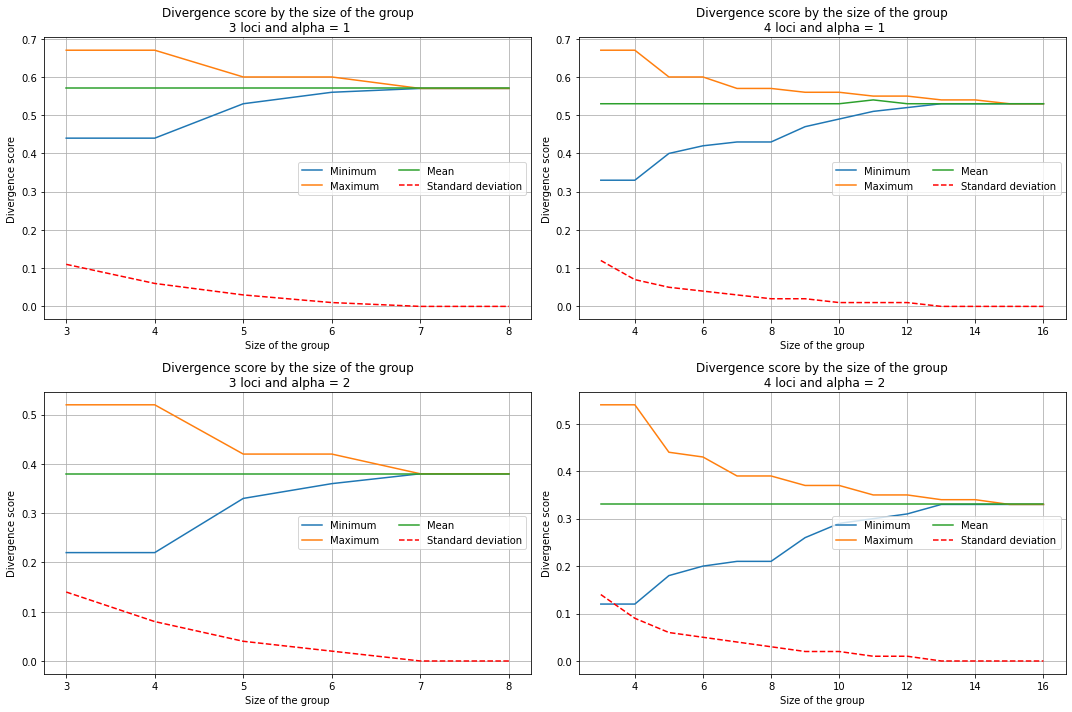 Divergence score by the size of the group
3 loci and alpha = 1
Divergence score
0.7
0.6
0.5
0.4
0.3
0.2
0.1
0.0
Minimum Mean
Maximum Standard deviation
3 4 5 6 7 8
Size of the group
Divergence score by the size of the group
4 loci and alpha = 1
Divergence score
0.7
0.6
0.5
0.4
0.3
0.2
0.1
0.0
Minimum Mean
Maximum Standard deviation
4 6 8 10 12 14 16
Size of the group
Divergence score by the size of the group
3 loci and alpha = 2
Divergence score
0.5
0.4
0.3
0.2
0.1
0.0
Minimum Mean
Maximum Standard deviation
3 4 5 6 7 8
Size of the group
Divergence score by the size of the group
4 loci and alpha = 2
Divergence score
0.5
0.4
0.3
0.2
0.1
0.0
Minimum Mean
Maximum Standard deviation
4 6 8 10 12 14 16
Size of the group